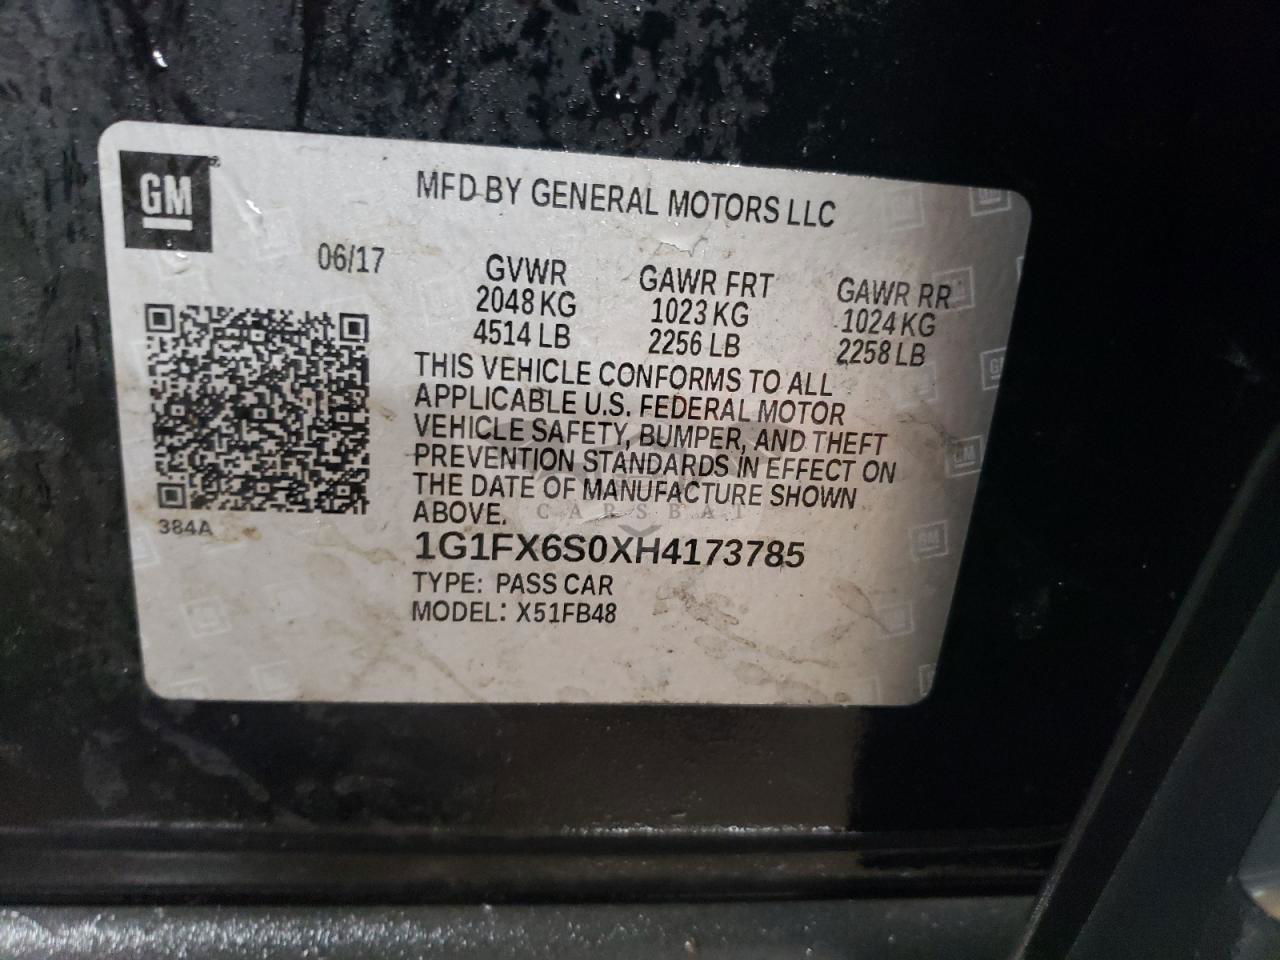 GM
MFD BY GENERAL MOTORS LLC
06/17
GVWR GAWR FRT GAWR RR
2048 KG 1023 KG 1024 KG
4514 LB 2256 LB 2258 LB
THIS VEHICLE CONFORMS TO ALL
APPLICABLE U.S. FEDERAL MOTOR
VEHICLE SAFETY, BUMPER, AND THEFT
PREVENTION STANDARDS IN EFFECT ON
THE DATE OF MANUFACTURE SHOWN
ABOVE.
CARSBAT
384A
1G1FX6S0XH4173785
TYPE: PASS CAR
MODEL: X51FB48